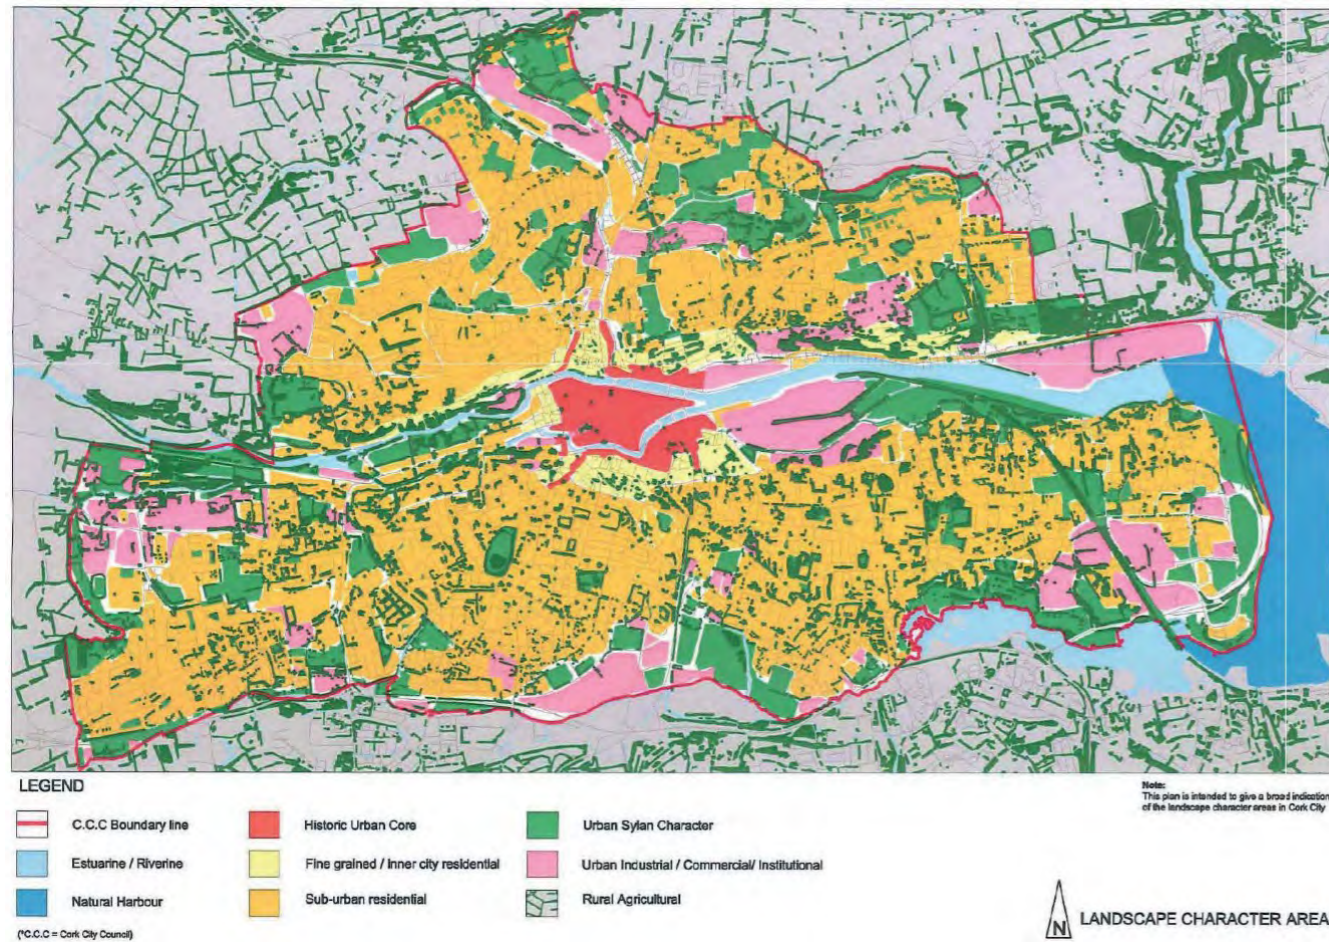 LEGEND
C.C.C Boundary line
Historic Urban Core
Urban Sylan Character
Estuarine / Riverine
Fine grained / Inner city residential
Urban Industrial / Commercial/ Institutional
Natural Harbour
Sub-urban residential
Rural Agricultural
(*C.C.C = Cork City Council)
Note:
This plan is intended to give a broad indication
of the landscape character areas in Cork City
N
LANDSCAPE CHARACTER AREA